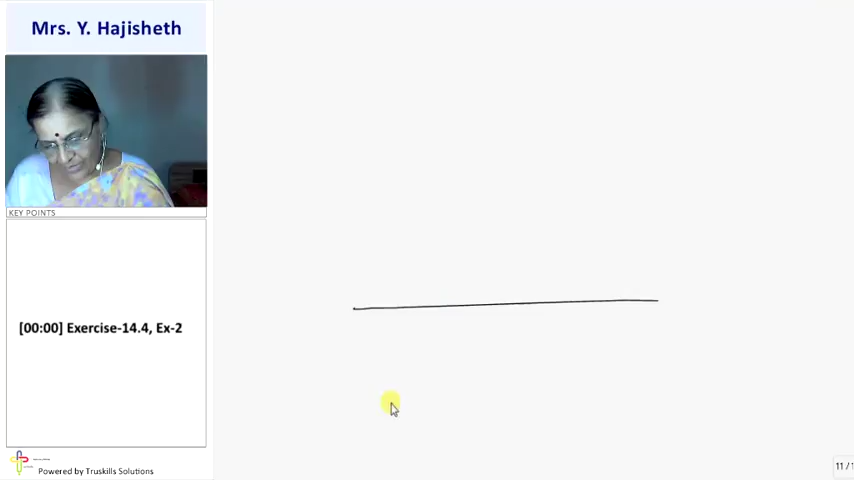 Mrs. Y. Hajisheth
KEY POINTS
[00:00] Exercise-14.4, Ex-2
Powered by Truskills Solutions
11/1